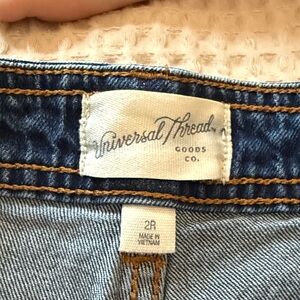 Universal Thread
GOODS
CO.
2R
MADE IN
VIETNAM